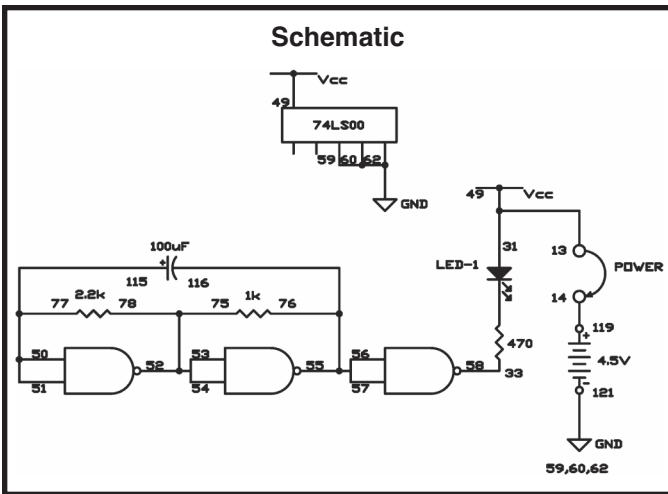 Schematic
Vcc
49
74LS00
59 60 62
GND
49 Vcc
100uF
+
31
13
115 116
LED-1
POWER
2.2k
1k
77 78 75 76
14
119
+
50 53 56
470
52 55 58
4.5V
51 54 57
33
-
121
GND
59,60,62